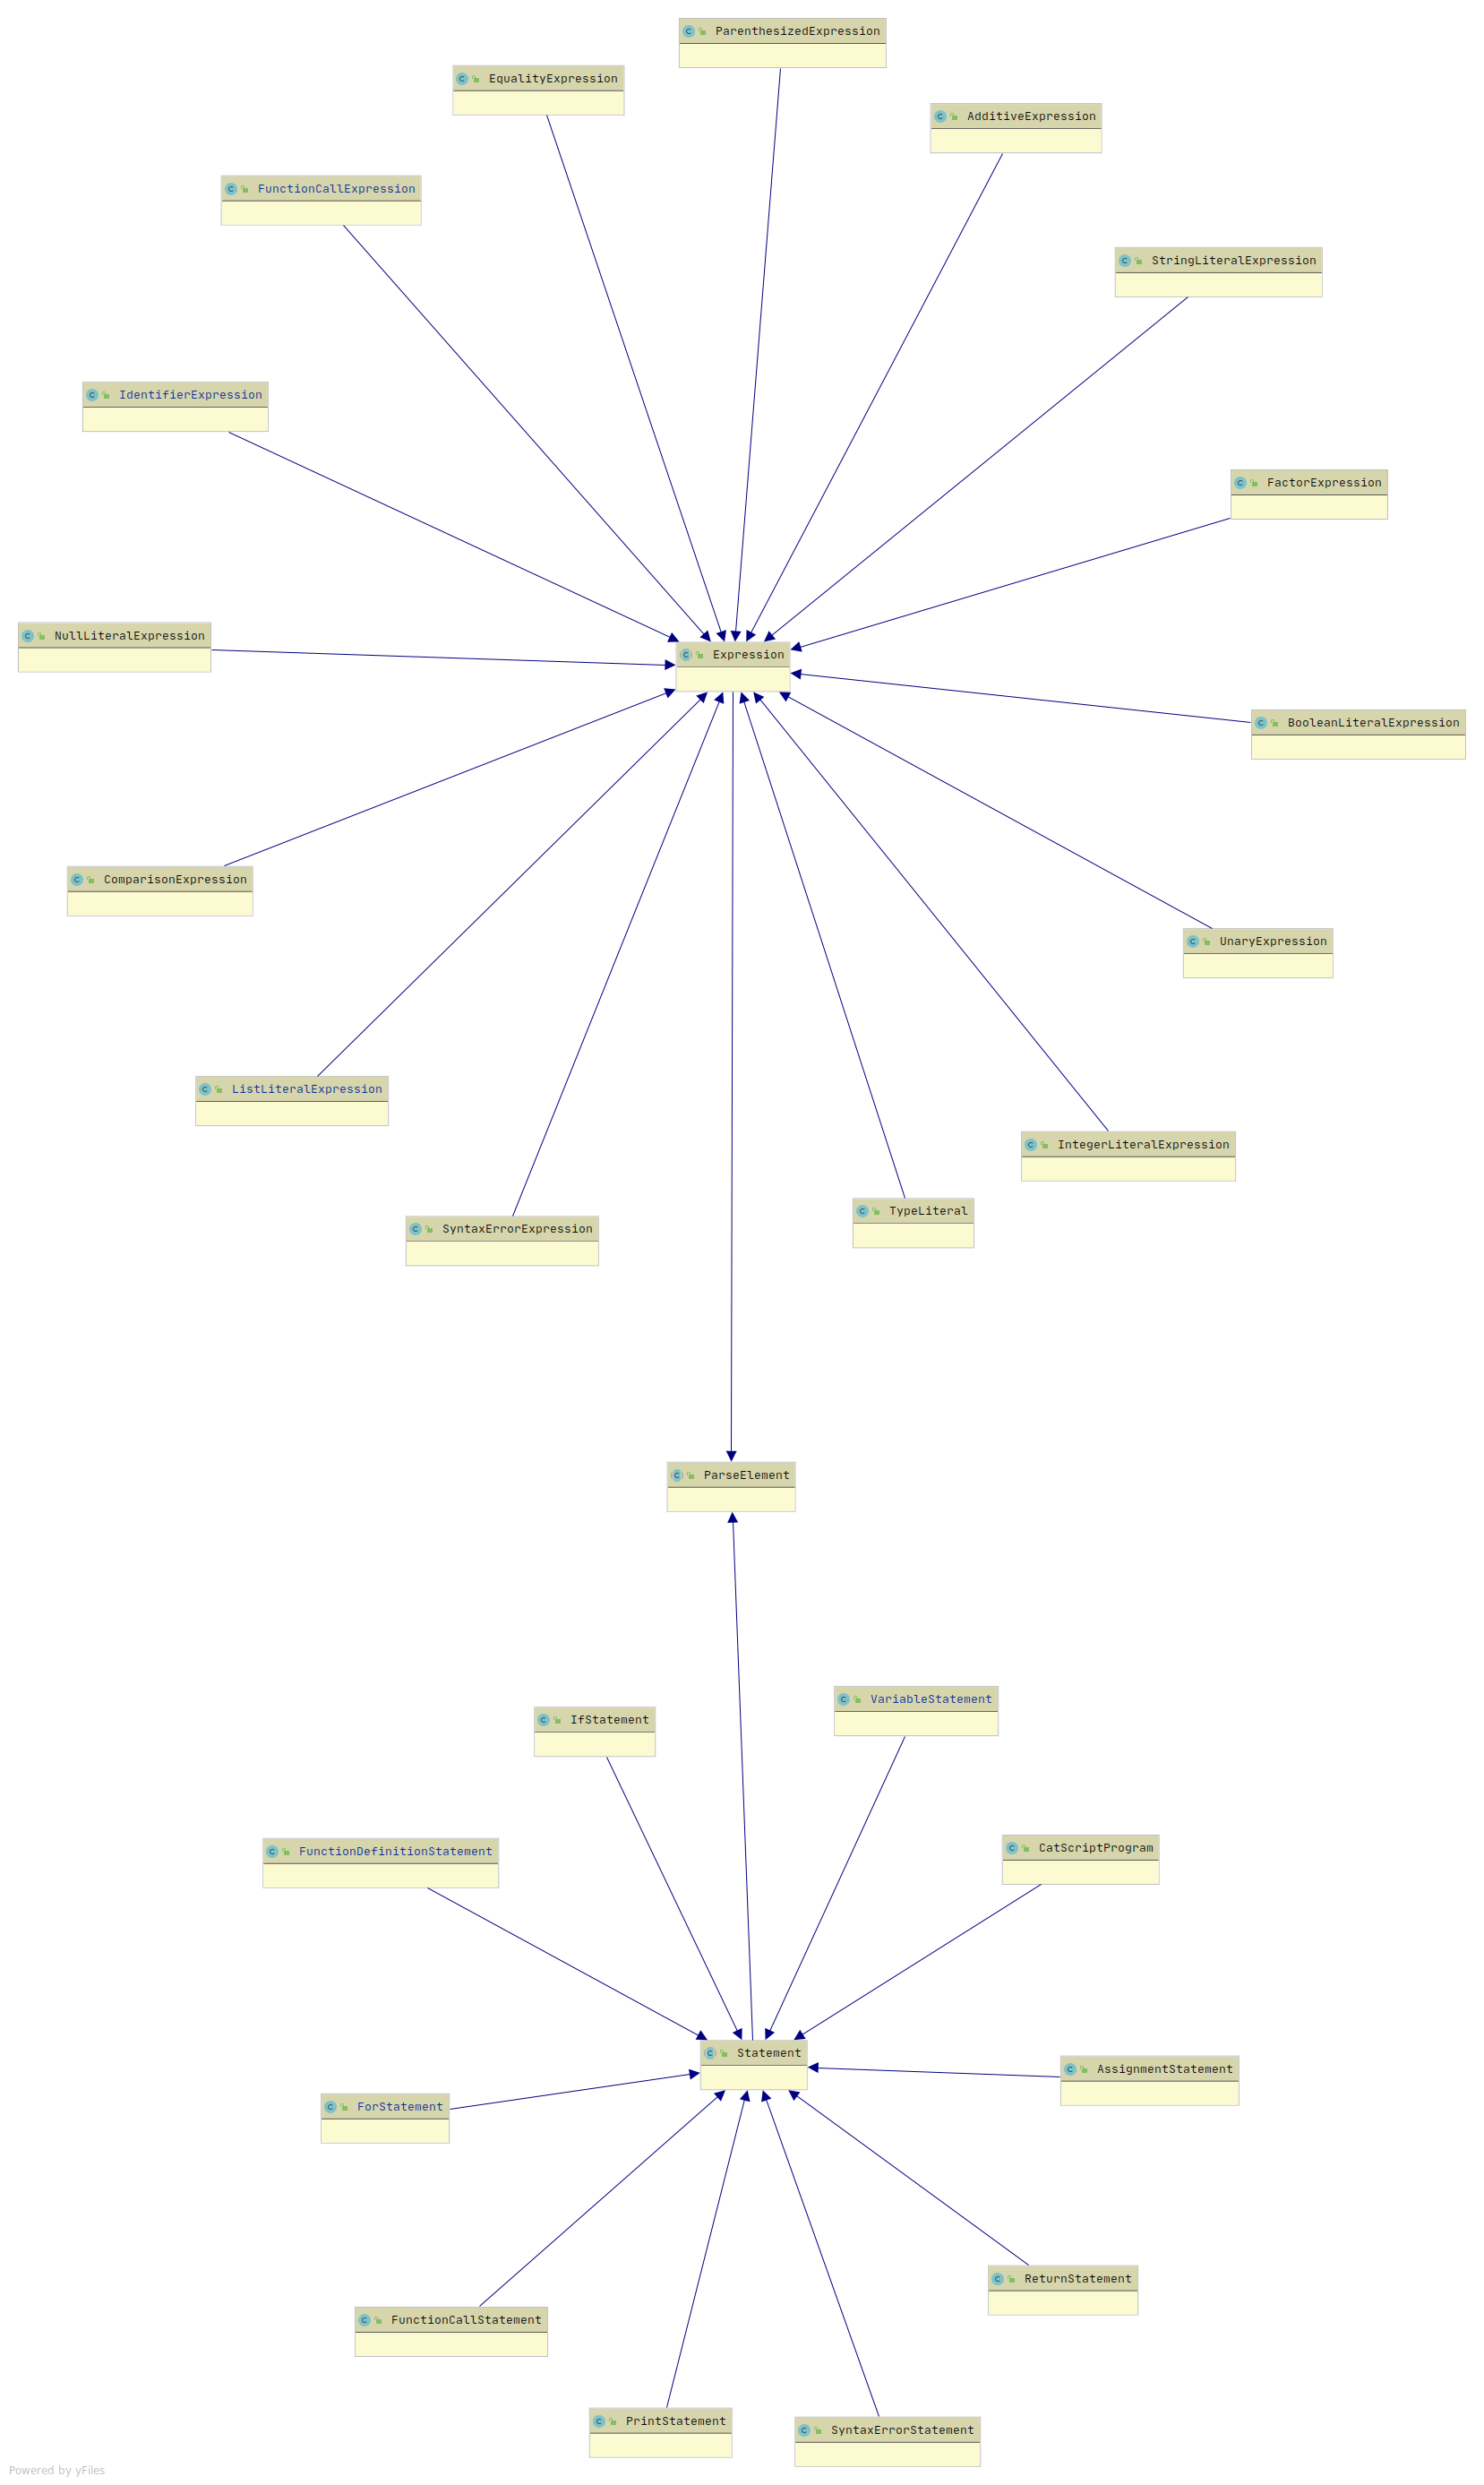 ParenthesizedExpression
EqualityExpression
AdditiveExpression
FunctionCallExpression
StringLiteralExpression
IdentifierExpression
FactorExpression
NullLiteralExpression
Expression
BooleanLiteralExpression
ComparisonExpression
UnaryExpression
ListLiteralExpression
IntegerLiteralExpression
TypeLiteral
SyntaxErrorExpression
ParseElement
VariableStatement
IfStatement
CatScriptProgram
FunctionDefinitionStatement
Statement
AssignmentStatement
ForStatement
ReturnStatement
FunctionCallStatement
PrintStatement
SyntaxErrorStatement
Powered by yFiles